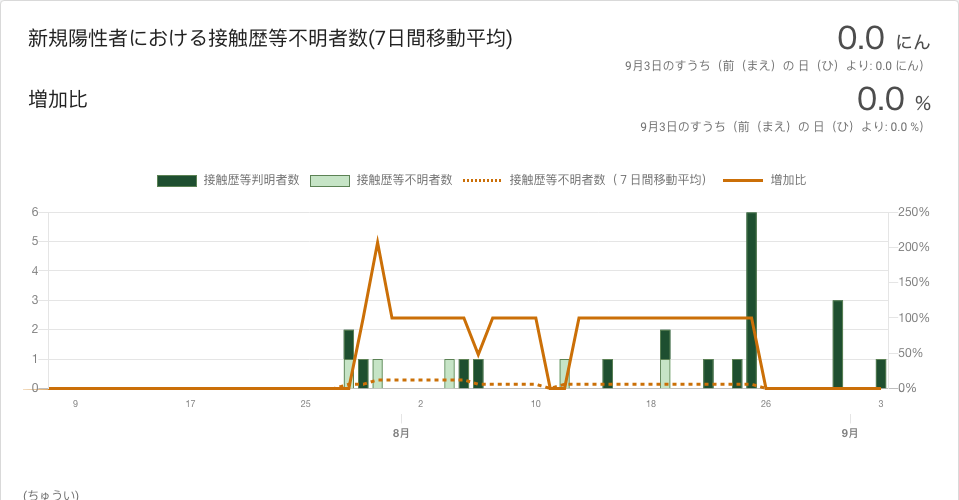 新規陽性者における接触歴等不明者数(7日間移動平均)
0.0 にん
9月3日のすうち（前（まえ）の 日（ひ）より: 0.0 にん）
増加比
0.0 %
9月3日のすうち（前（まえ）の 日（ひ）より: 0.0 %）
接触歴等判明者数 接触歴等不明者数 接触歴等不明者数（７日間移動平均） 増加比
6 250%
5 200%
4 150%
3 100%
2 50%
1 0%
0
9 17 25 2 10 18 26 3
8月 9月
(ちゅうい)